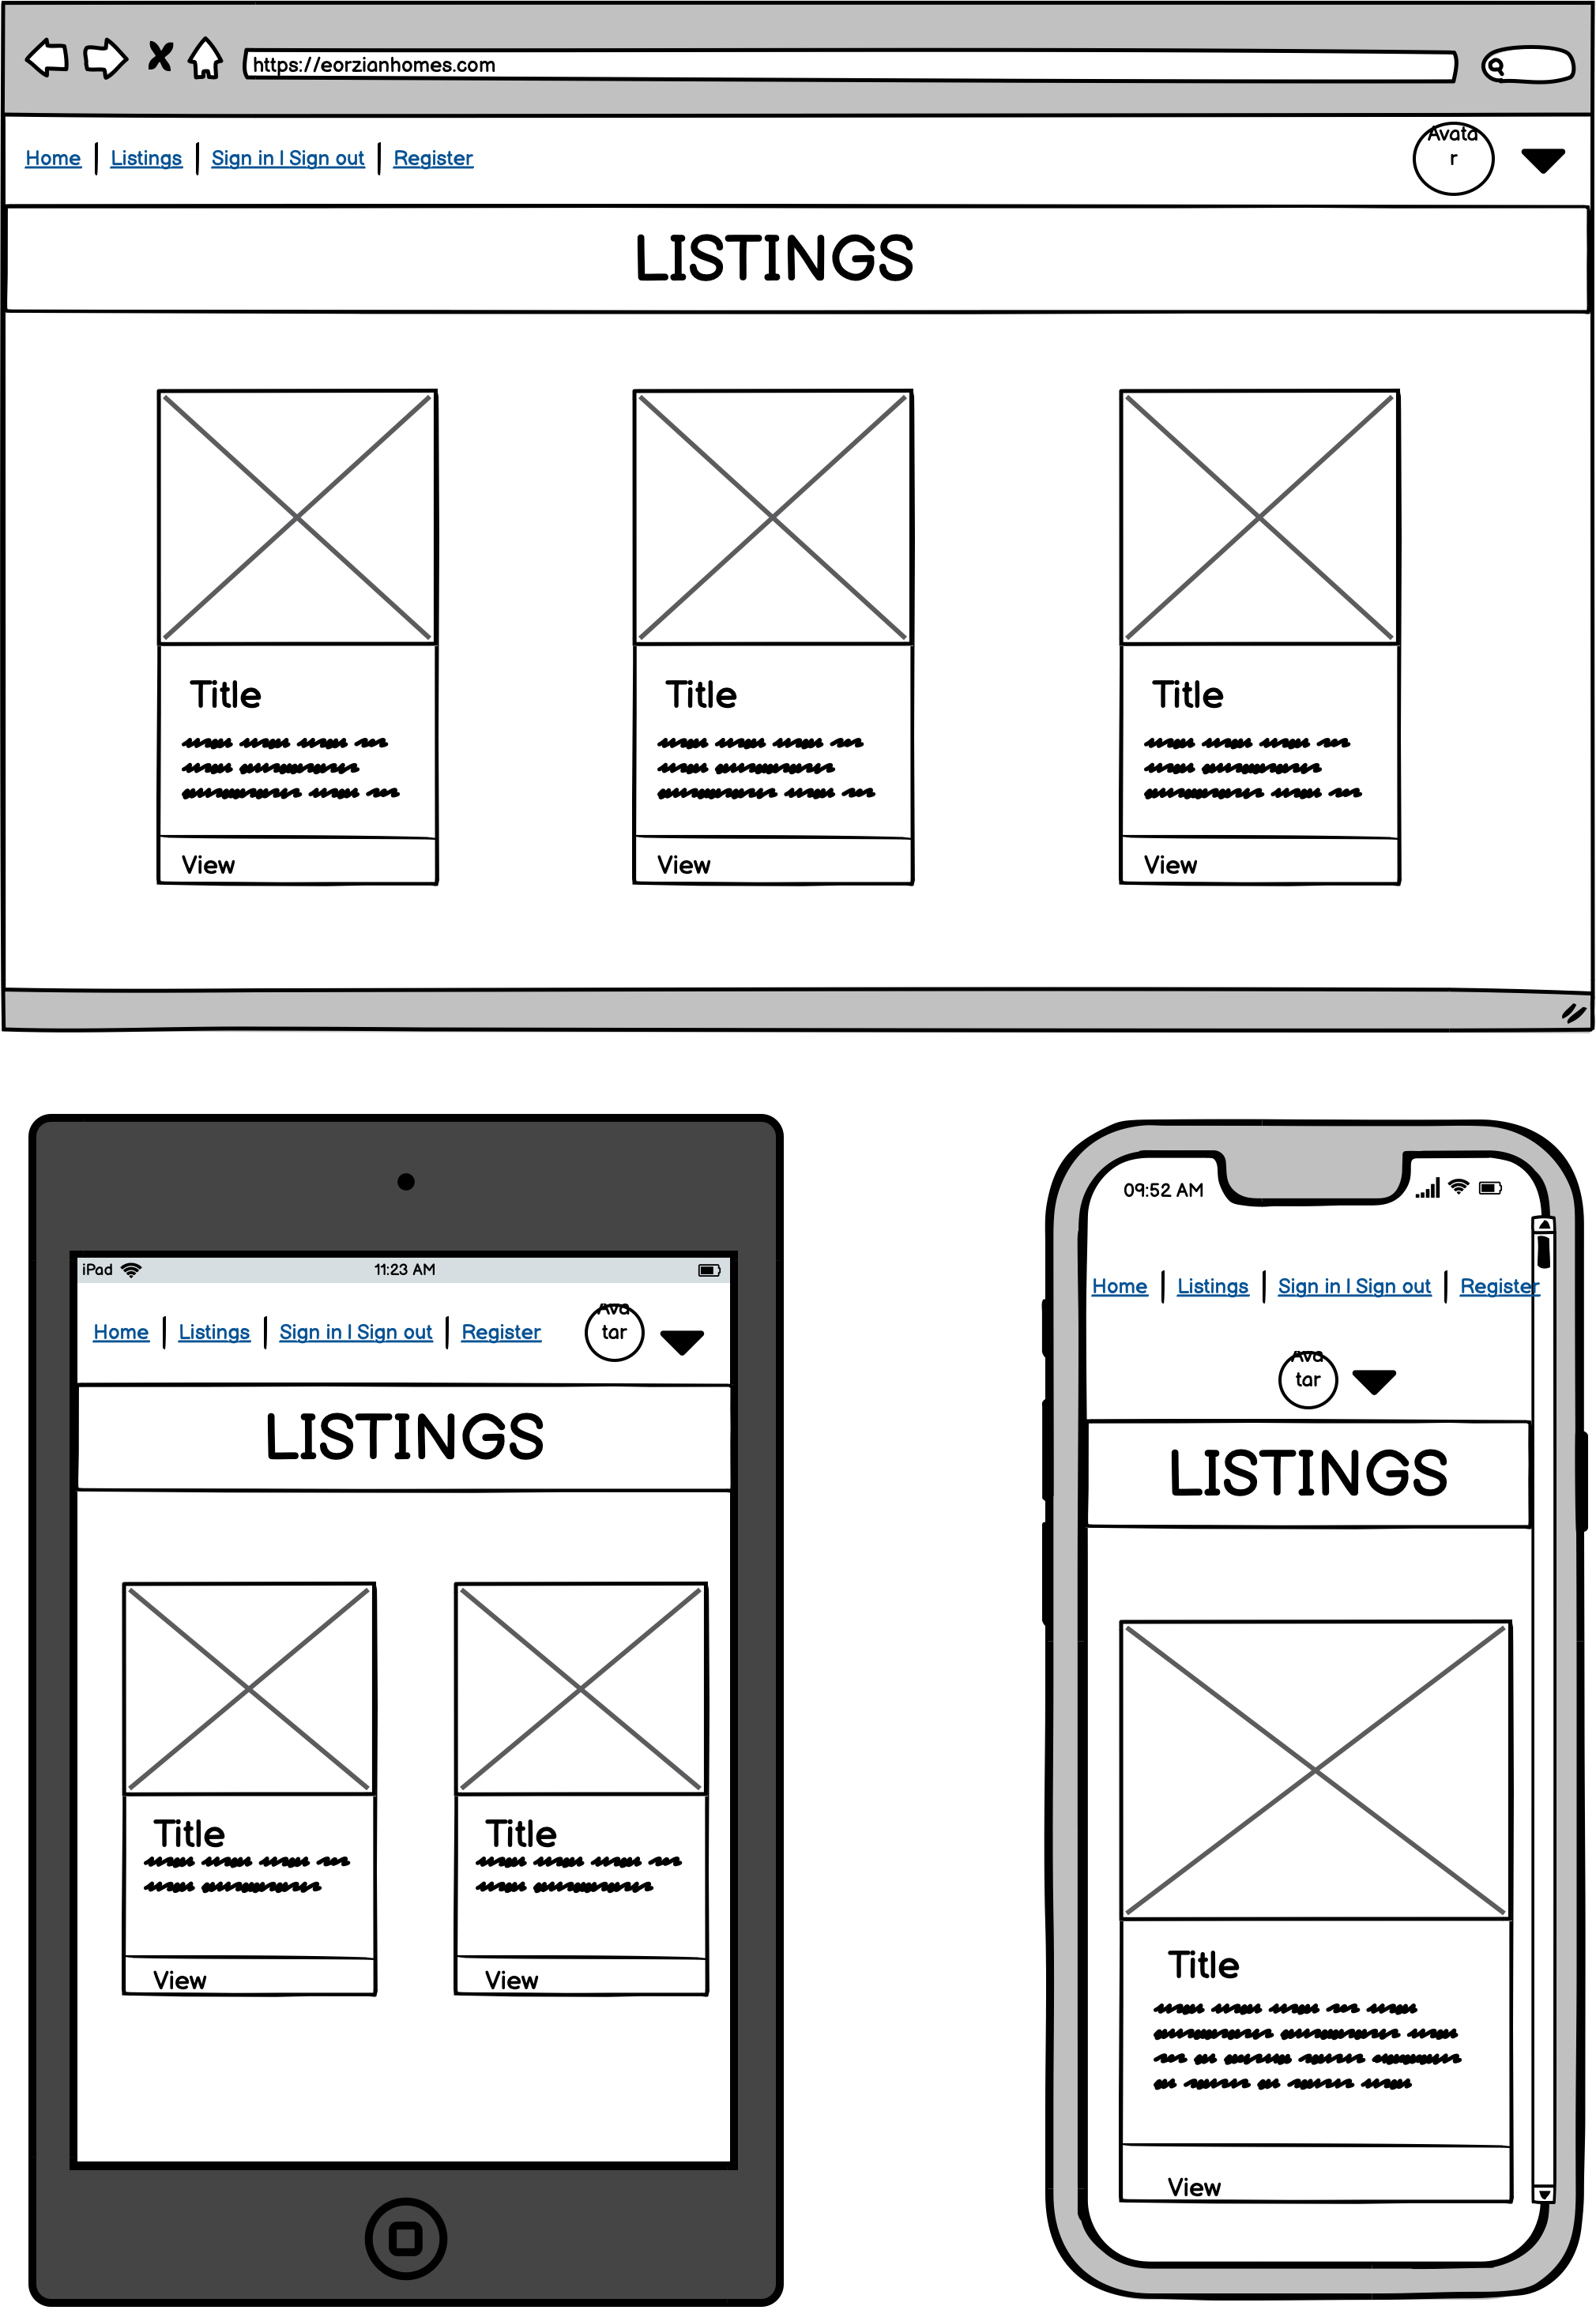 https://eorzianhomes.com
Home | Listings | Sign in | Sign out | Register
Avata
r
LISTINGS
Title Title Title
View View View
iPad 11:23 AM
Home | Listings | Sign in | Sign out | Register
Ava
tar
LISTINGS
Title Title
View View
09:52 AM
Home | Listings | Sign in | Sign out | Register
Ava
tar
LISTINGS
Title
View